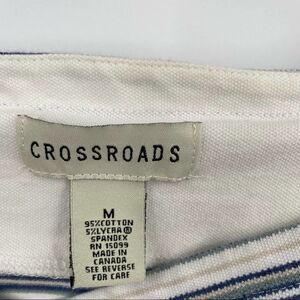 CROSSROADS
M
95%COTTON
5%LYCRA®
SPANDEX
RN 15099
MADE IN
CANADA
SEE REVERSE
FOR CARE